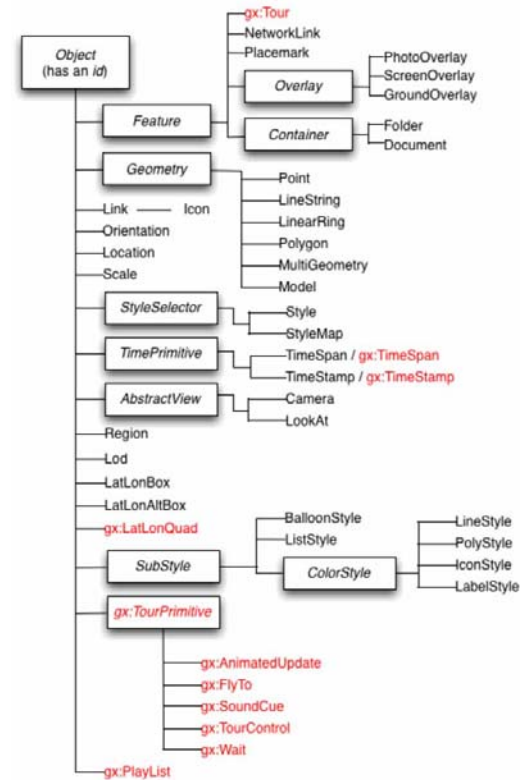 Object
(has an id)
gx:Tour
NetworkLink
Placemark
Overlay
PhotoOverlay
ScreenOverlay
GroundOverlay
Feature
Container
Folder
Document
Geometry
Point
LineString
LinearRing
Polygon
MultiGeometry
Model
Link
Icon
Orientation
Location
Scale
StyleSelector
Style
StyleMap
TimePrimitive
TimeSpan / gx:TimeSpan
TimeStamp / gx:TimeStamp
AbstractView
Camera
LookAt
Region
Lod
LatLonBox
LatLonAltBox
gx:LatLonQuad
SubStyle
BalloonStyle
ListStyle
ColorStyle
LineStyle
PolyStyle
IconStyle
LabelStyle
gx:TourPrimitive
gx:AnimatedUpdate
gx:FlyTo
gx:SoundCue
gx:TourControl
gx:Wait
gx:PlayList